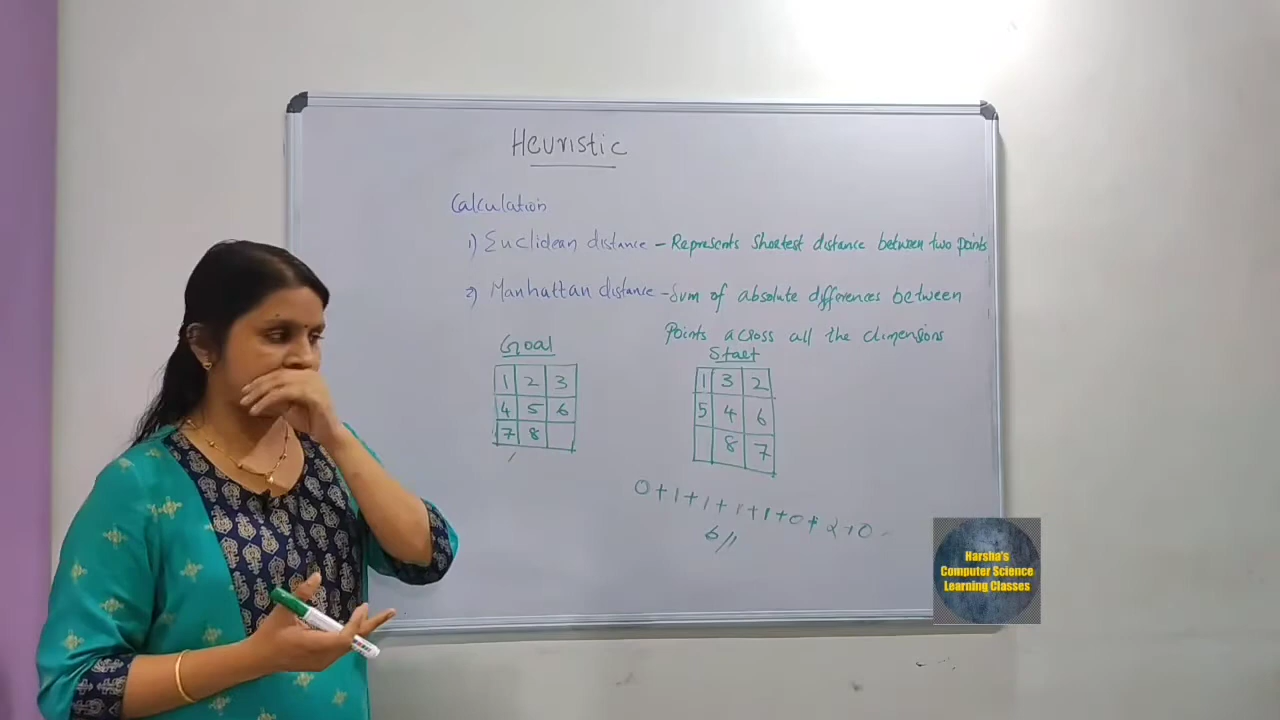 Heuristic
Calculation
1) Euclidean distance - Represents Shortest distance between two points
2) Manhattan distance - Sum of absolute differences between
Points across all the dimensions
Goal
1 2 3
4 5 6
7 8
Start
1 3 2
5 4 6
8 7
0+1+1+1+1+0+2+0
6//
Harsha's
Computer Science
Learning Classes